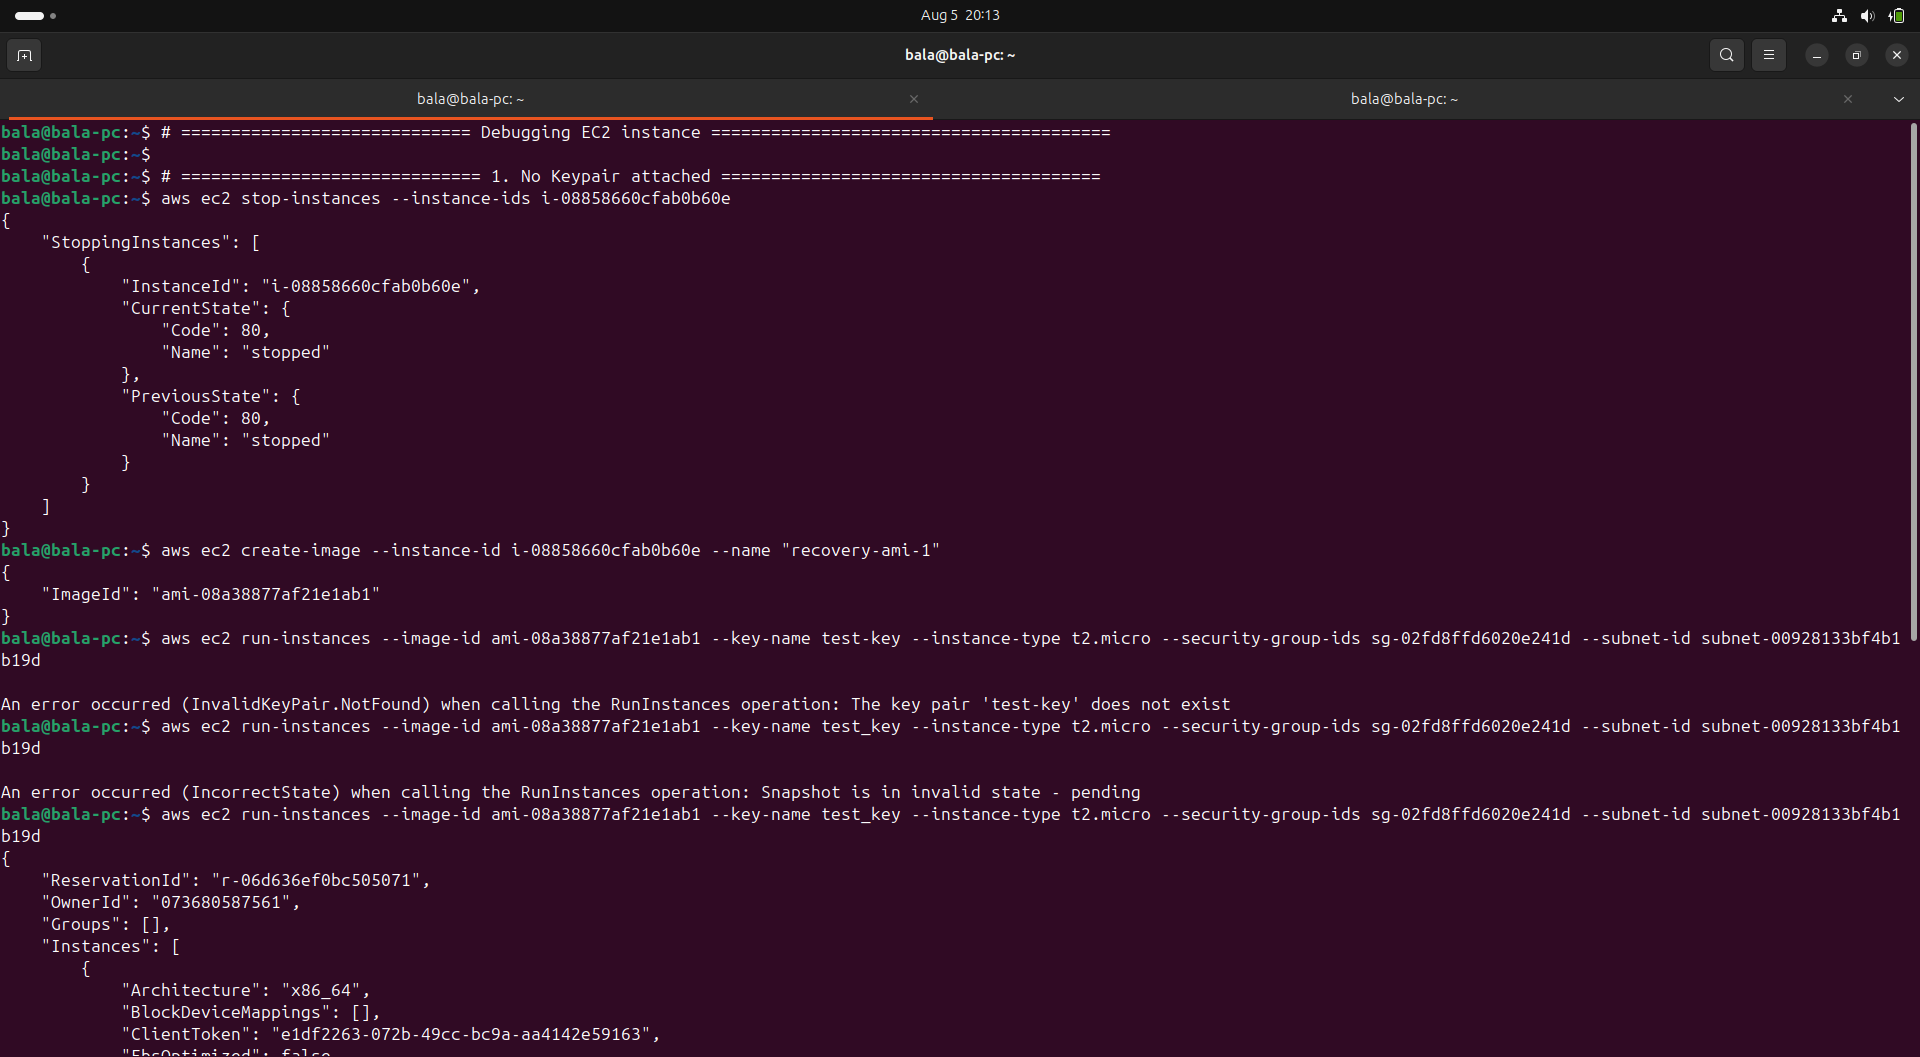 Aug 5 20:13
bala@bala-pc: ~
bala@bala-pc: ~
bala@bala-pc: ~
bala@bala-pc:~$ # ============================= Debugging EC2 instance ========================================
bala@bala-pc:~$
bala@bala-pc:~$ # ============================== 1. No Keypair attached ======================================
bala@bala-pc:~$ aws ec2 stop-instances --instance-ids i-08858660cfab0b60e
{
    "StoppingInstances": [
        {
            "InstanceId": "i-08858660cfab0b60e",
            "CurrentState": {
                "Code": 80,
                "Name": "stopped"
            },
            "PreviousState": {
                "Code": 80,
                "Name": "stopped"
            }
        }
    ]
}
bala@bala-pc:~$ aws ec2 create-image --instance-id i-08858660cfab0b60e --name "recovery-ami-1"
{
    "ImageId": "ami-08a38877af21e1ab1"
}
bala@bala-pc:~$ aws ec2 run-instances --image-id ami-08a38877af21e1ab1 --key-name test-key --instance-type t2.micro --security-group-ids sg-02fd8ffd6020e241d --subnet-id subnet-00928133bf4b1
b19d
An error occurred (InvalidKeyPair.NotFound) when calling the RunInstances operation: The key pair 'test-key' does not exist
bala@bala-pc:~$ aws ec2 run-instances --image-id ami-08a38877af21e1ab1 --key-name test_key --instance-type t2.micro --security-group-ids sg-02fd8ffd6020e241d --subnet-id subnet-00928133bf4b1
b19d
An error occurred (IncorrectState) when calling the RunInstances operation: Snapshot is in invalid state - pending
bala@bala-pc:~$ aws ec2 run-instances --image-id ami-08a38877af21e1ab1 --key-name test_key --instance-type t2.micro --security-group-ids sg-02fd8ffd6020e241d --subnet-id subnet-00928133bf4b1
b19d
{
    "ReservationId": "r-06d636ef0bc505071",
    "OwnerId": "073680587561",
    "Groups": [],
    "Instances": [
        {
            "Architecture": "x86_64",
            "BlockDeviceMappings": [],
            "ClientToken": "e1df2263-072b-49cc-bc9a-aa4142e59163",
            "EbsOptimized": false,